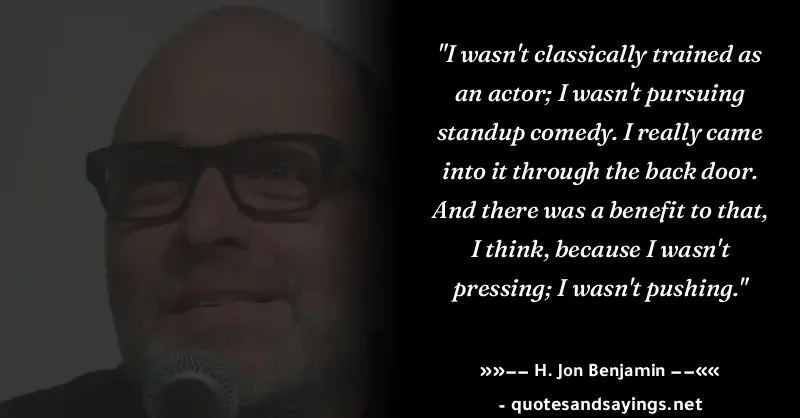 "I wasn't classically trained as
an actor; I wasn't pursuing
standup comedy. I really came
into it through the back door.
And there was a benefit to that,
I think, because I wasn't
pressing; I wasn't pushing."
»»−− H. Jon Benjamin −−««
- quotesandsayings.net